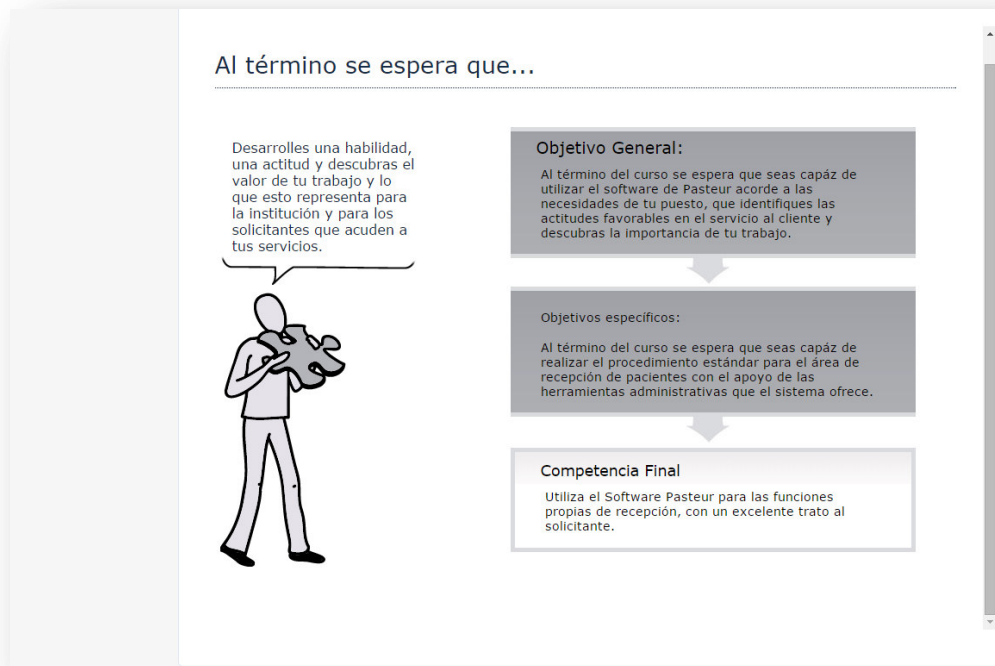 Al término se espera que...
Desarrolles una habilidad,
una actitud y descubras el
valor de tu trabajo y lo
que esto representa para
la institución y para los
solicitantes que acuden a
tus servicios.
Objetivo General:
Al término del curso se espera que seas capáz de
utilizar el software de Pasteur acorde a las
necesidades de tu puesto, que identifiques las
actitudes favorables en el servicio al cliente y
descubras la importancia de tu trabajo.
Objetivos específicos:
Al término del curso se espera que seas capáz de
realizar el procedimiento estándar para el área de
recepción de pacientes con el apoyo de las
herramientas administrativas que el sistema ofrece.
Competencia Final
Utiliza el Software Pasteur para las funciones
propias de recepción, con un excelente trato al
solicitante.